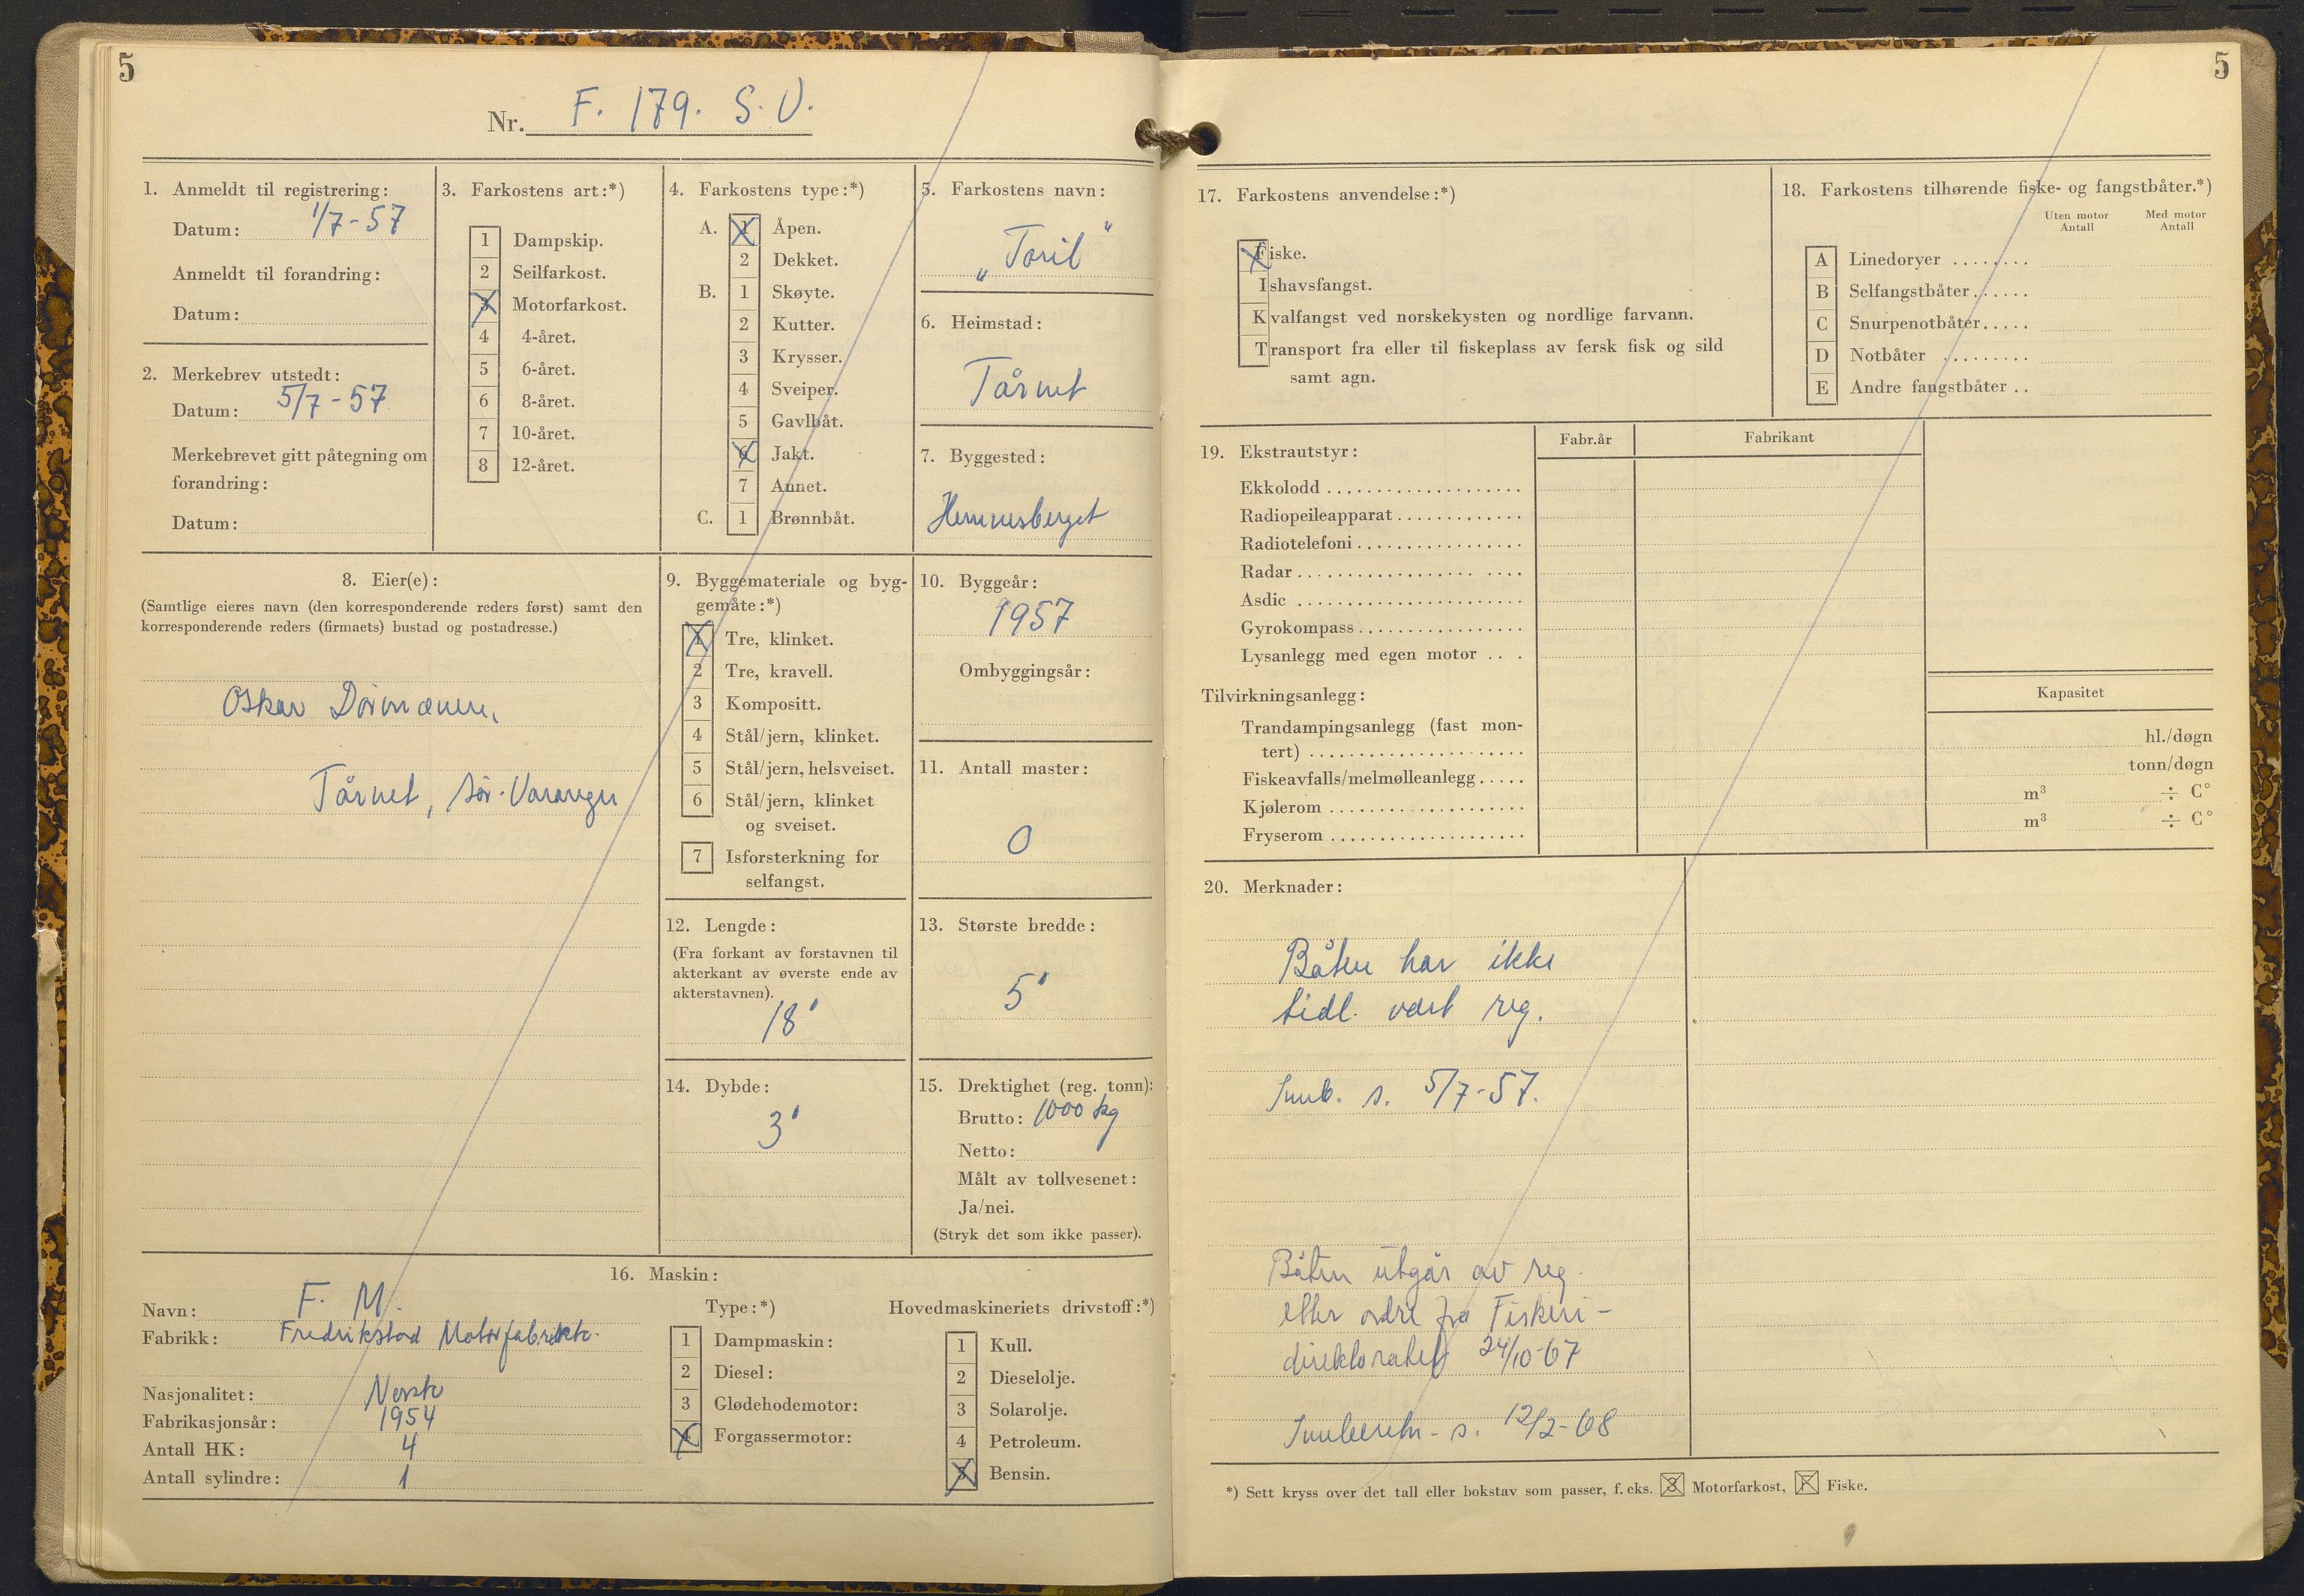 5
Nr. F. 179. S. V.
1. Anmeldt til registrering:
Datum: 1/7-57
Anmeldt til forandring:
Datum:
2. Merkebrev utstedt:
Datum: 5/7-57
Merkebrevet gitt påtegning om
forandring:
Datum:
3. Farkostens art:*)
1 Dampskip.
2 Seilfarkost.
3 Motorfarkost.
4 4-året.
5 6-året.
6 8-året.
7 10-året.
8 12-året.
4. Farkostens type:*)
A. 1 Åpen.
2 Dekket.
B. 1 Skøyte.
2 Kutter.
3 Krysser.
4 Sveiper.
5 Gavlbåt.
6 Jakt.
7 Annet.
C. 1 Brønnbåt.
5. Farkostens navn:
„Toril"
6. Heimstad:
Tårnet
7. Byggested:
Hemnesberget
8. Eier(e):
(Samtlige eieres navn (den korresponderende reders først) samt den
korresponderende reders (firmaets) bustad og postadresse.)
Oskar
Tårnet, Sør-Varanger
9. Byggemateriale og byg-
gemåte:*)
1 Tre, klinket.
2 Tre, kravell.
3 Kompositt.
4 Stål/jern, klinket.
5 Stål/jern, helsveiset.
6 Stål/jern, klinket
og sveiset.
7 Isforsterkning for
selfangst.
10. Byggeår:
1957
Ombyggingsår:
11. Antall master:
0
12. Lengde:
(Fra forkant av forstavnen til
akterkant av øverste ende av
akterstavnen).
18'
13. Største bredde:
5'
14. Dybde:
3'
15. Drektighet (reg. tonn):
Brutto: 1000 kg
Netto:
Målt av tollvesenet:
Ja/nei.
(Stryk det som ikke passer).
16. Maskin:
Navn: F. M.
Fabrikk: Fredrikstad Motorfabrikk.
Nasjonalitet: Norsk
Fabrikasjonsår: 1954
Antall HK: 4
Antall sylindre: 1
Type:*)
1 Dampmaskin:
2 Diesel:
3 Glødehodemotor:
4 Forgassermotor:
Hovedmaskineriets drivstoff:*)
1 Kull.
2 Dieselolje.
3 Solarolje.
4 Petroleum.
5 Bensin.
5
17. Farkostens anvendelse:*)
Fiske.
Ishavsfangst.
Kvalfangst ved norskekysten og nordlige farvann.
Transport fra eller til fiskeplass av fersk fisk og sild
samt agn.
18. Farkostens tilhørende fiske- og fangstbåter.*)
Uten motor Antall
Med motor Antall
A Linedoryer ........
B Selfangstbåter......
C Snurpenotbåter.....
D Notbåter .........
E Andre fangstbåter ..
19. Ekstrautstyr:
Fabr.år
Fabrikant
Ekkolodd ....................
Radiopeileapparat.............
Radiotelefoni.................
Radar.........................
Asdic .......................
Gyrokompass.................
Lysanlegg med egen motor ...
Tilvirkningsanlegg:
Kapasitet
Trandampingsanlegg (fast mon-
tert) ...................... hl./døgn
Fiskeavfalls/melmølleanlegg..... tonn/døgn
Kjølerom .................... m³ ÷ C°
Fryserom .................... m³ ÷ C°
20. Merknader:
Båten har ikke
tidl. vært reg.
Innb. s. 5/7-57.
Båten utgår av reg.
etter ordre fra Fiskeri-
direktoratet 24/10-67
Innberetn. s. 12/2-68
*) Sett kryss over det tall eller bokstav som passer, f. eks. 3 Motorfarkost, F Fiske.